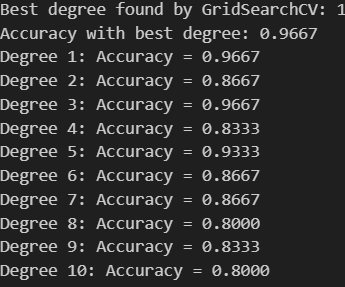 Best degree found by GridSearchCV: 1
Accuracy with best degree: 0.9667
Degree 1: Accuracy = 0.9667
Degree 2: Accuracy = 0.8667
Degree 3: Accuracy = 0.9667
Degree 4: Accuracy = 0.8333
Degree 5: Accuracy = 0.9333
Degree 6: Accuracy = 0.8667
Degree 7: Accuracy = 0.8667
Degree 8: Accuracy = 0.8000
Degree 9: Accuracy = 0.8333
Degree 10: Accuracy = 0.8000